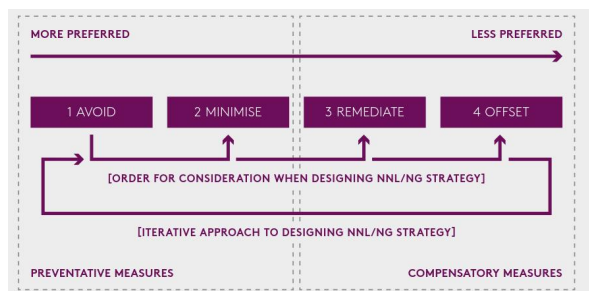 MORE PREFERRED
LESS PREFERRED
1 AVOID
2 MINIMISE
3 REMEDIATE
4 OFFSET
[ORDER FOR CONSIDERATION WHEN DESIGNING NNL/NG STRATEGY]
[ITERATIVE APPROACH TO DESIGNING NNL/NG STRATEGY]
PREVENTATIVE MEASURES
COMPENSATORY MEASURES